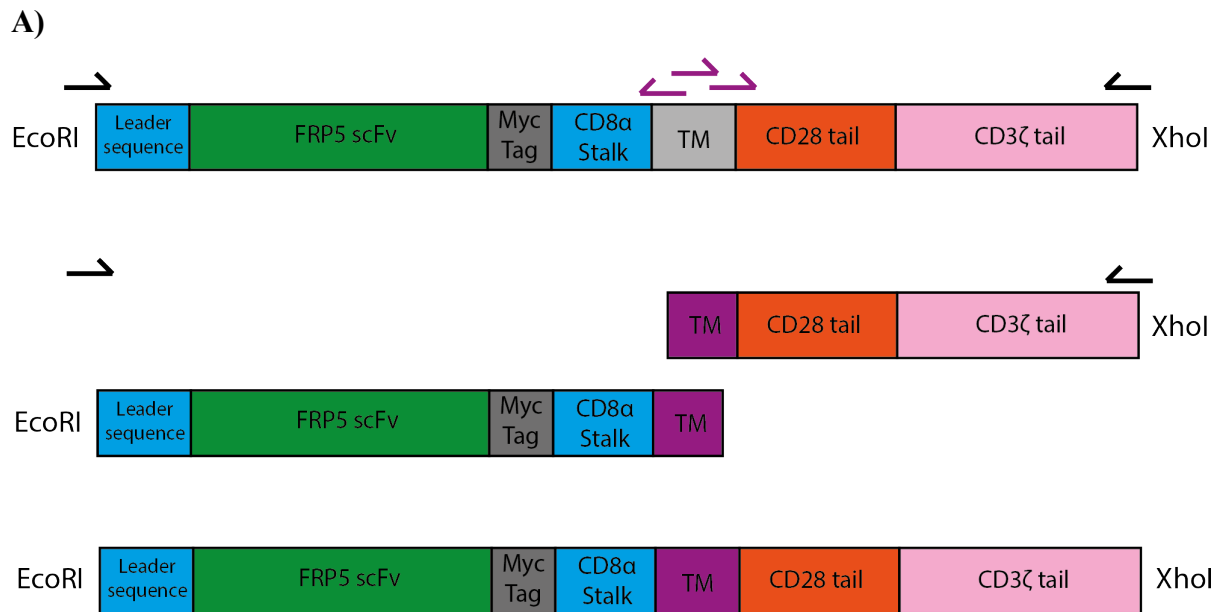 A)
EcoRI
Leader
sequence
FRP5 scFv
Myc
Tag
CD8α
Stalk
TM
CD28 tail
CD3ζ tail
XhoI
TM
CD28 tail
CD3ζ tail
XhoI
EcoRI
Leader
sequence
FRP5 scFv
Myc
Tag
CD8α
Stalk
TM
EcoRI
Leader
sequence
FRP5 scFv
Myc
Tag
CD8α
Stalk
TM
CD28 tail
CD3ζ tail
XhoI